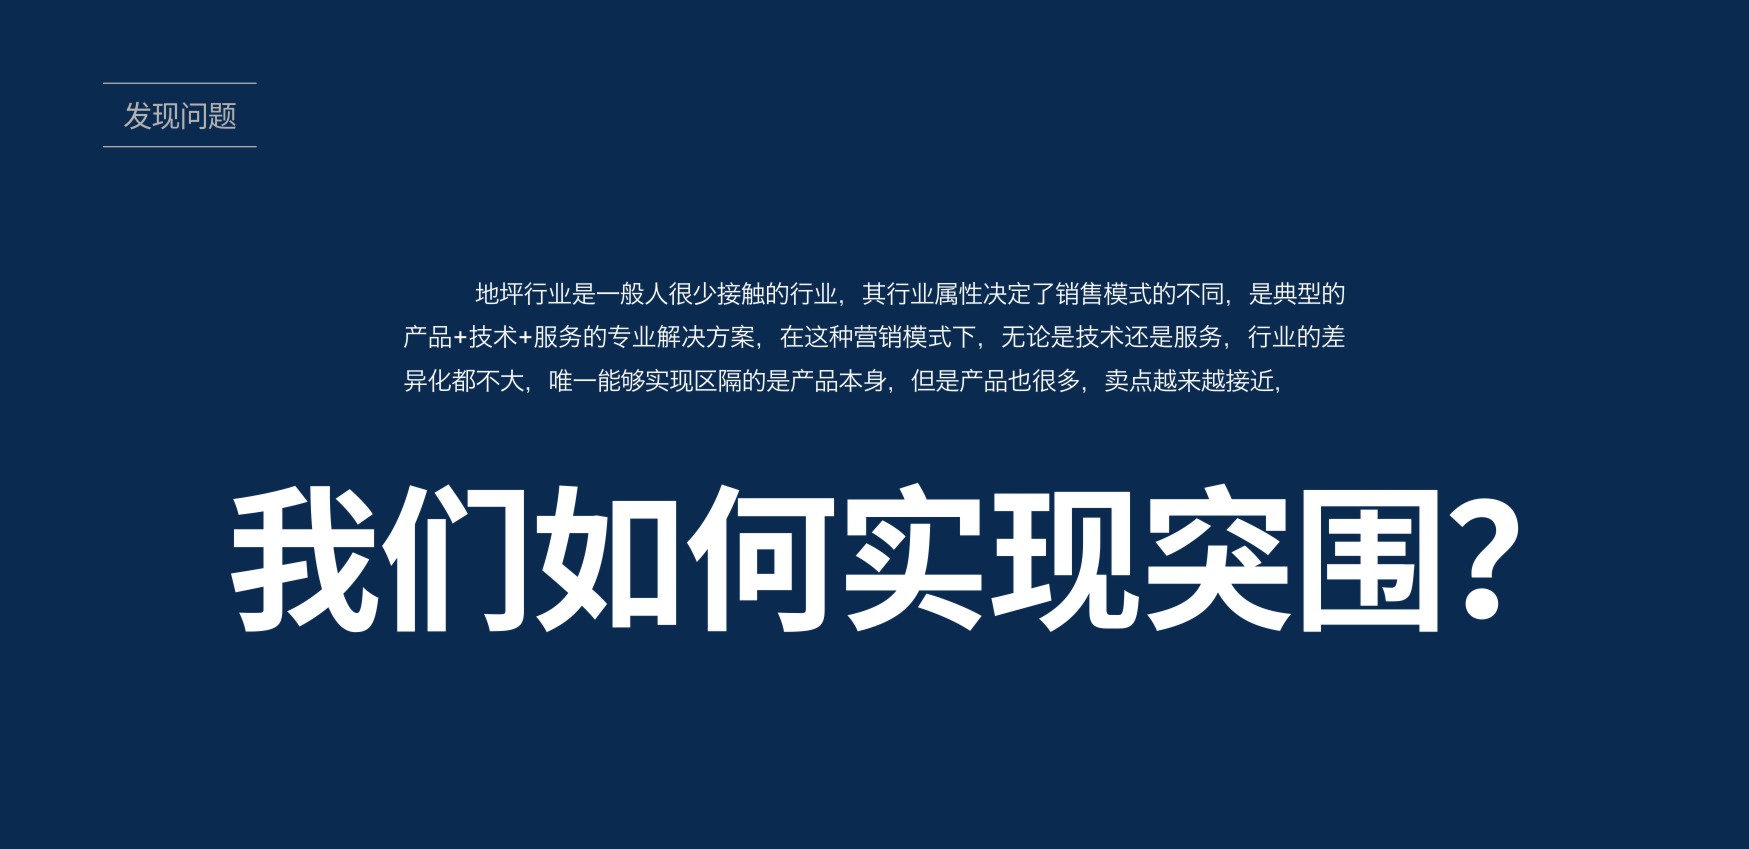 发现问题
地坪行业是一般人很少接触的行业，其行业属性决定了销售模式的不同，是典型的
产品+技术+服务的专业解决方案，在这种营销模式下，无论是技术还是服务，行业的差
异化都不大，唯一能够实现区隔的是产品本身，但是产品也很多，卖点越来越接近，
我们如何实现突围？